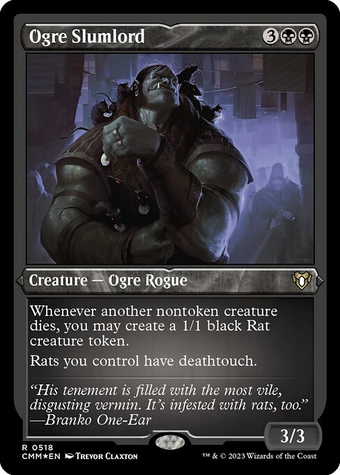 Ogre Slumlord 3
Creature — Ogre Rogue
Whenever another nontoken creature
dies, you may create a 1/1 black Rat
creature token.
Rats you control have deathtouch.
“His tenement is filled with the most vile,
disgusting vermin. It’s infested with rats, too.”
—Branko One-Ear
3/3
R 0518
CMM★EN Trevor Claxton
™ & © 2023 Wizards of the Coast